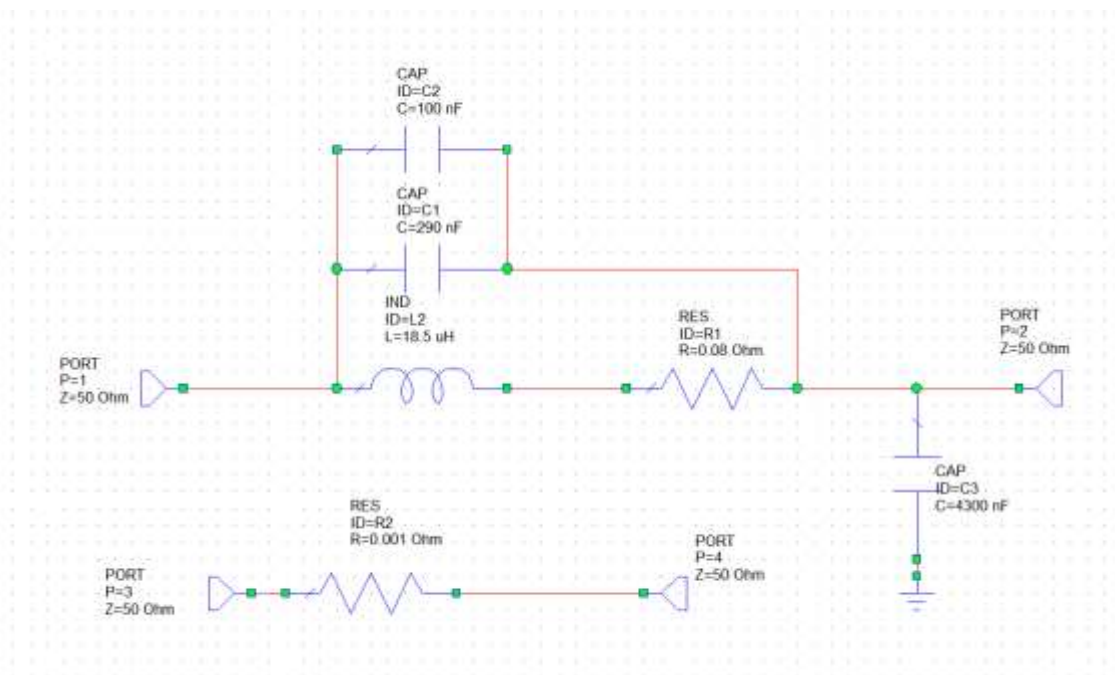 CAP
ID=C2
C=100 nF
CAP
ID=C1
C=290 nF
IND
ID=L2
L=18.5 uH
RES
ID=R1
R=0.08 Ohm
PORT
P=2
Z=50 Ohm
PORT
P=1
Z=50 Ohm
CAP
ID=C3
C=4300 nF
RES
ID=R2
R=0.001 Ohm
PORT
P=4
Z=50 Ohm
PORT
P=3
Z=50 Ohm